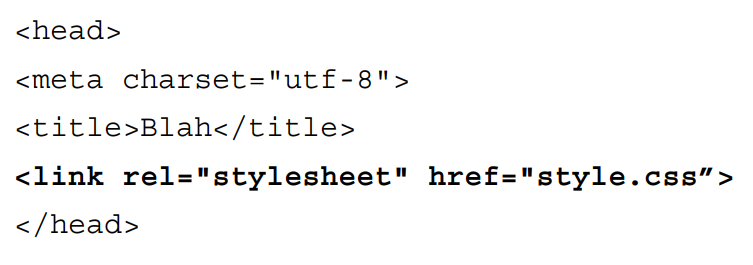 <head>
<meta charset="utf-8">
<title>Blah</title>
<link rel="stylesheet" href="style.css”>
</head>